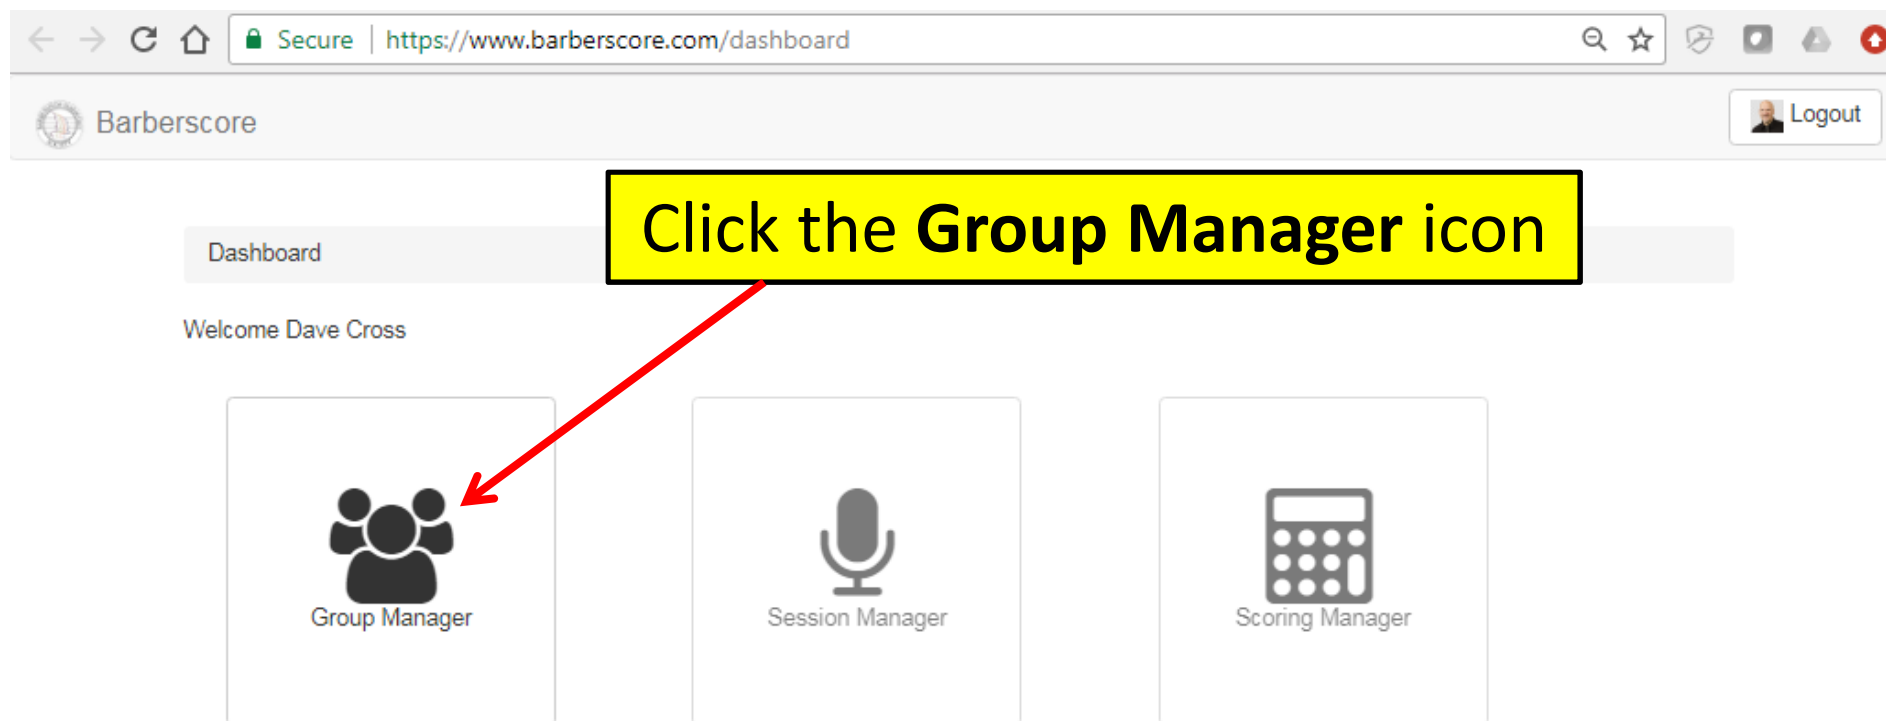 Secure | https://www.barberscore.com/dashboard
Barberscore
Logout
Click the Group Manager icon
Dashboard
Welcome Dave Cross
Group Manager
Session Manager
Scoring Manager